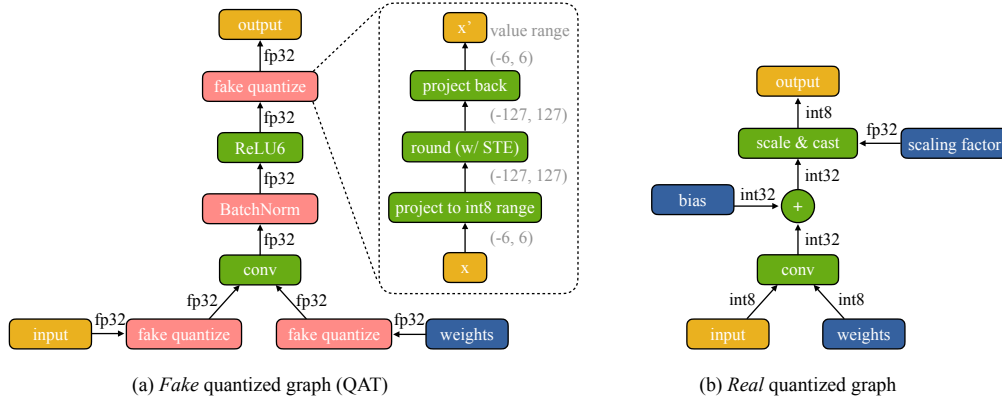 output
fp32
fake quantize
fp32
ReLU6
fp32
BatchNorm
fp32
conv
fp32 fp32
input fp32 fake quantize fake quantize fp32 weights
(a) Fake quantized graph (QAT)
x’ value range
(-6, 6)
project back
(-127, 127)
round (w/ STE)
(-127, 127)
project to int8 range
(-6, 6)
x
output
int8
scale & cast fp32 scaling factor
int32
bias int32 +
int32
conv
int8 int8
input weights
(b) Real quantized graph